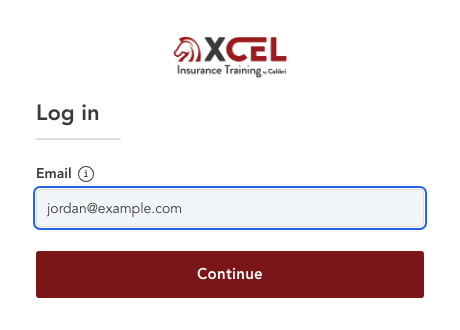 XCEL
Insurance Training by Colibri
Log in
Email
jordan@example.com
Continue